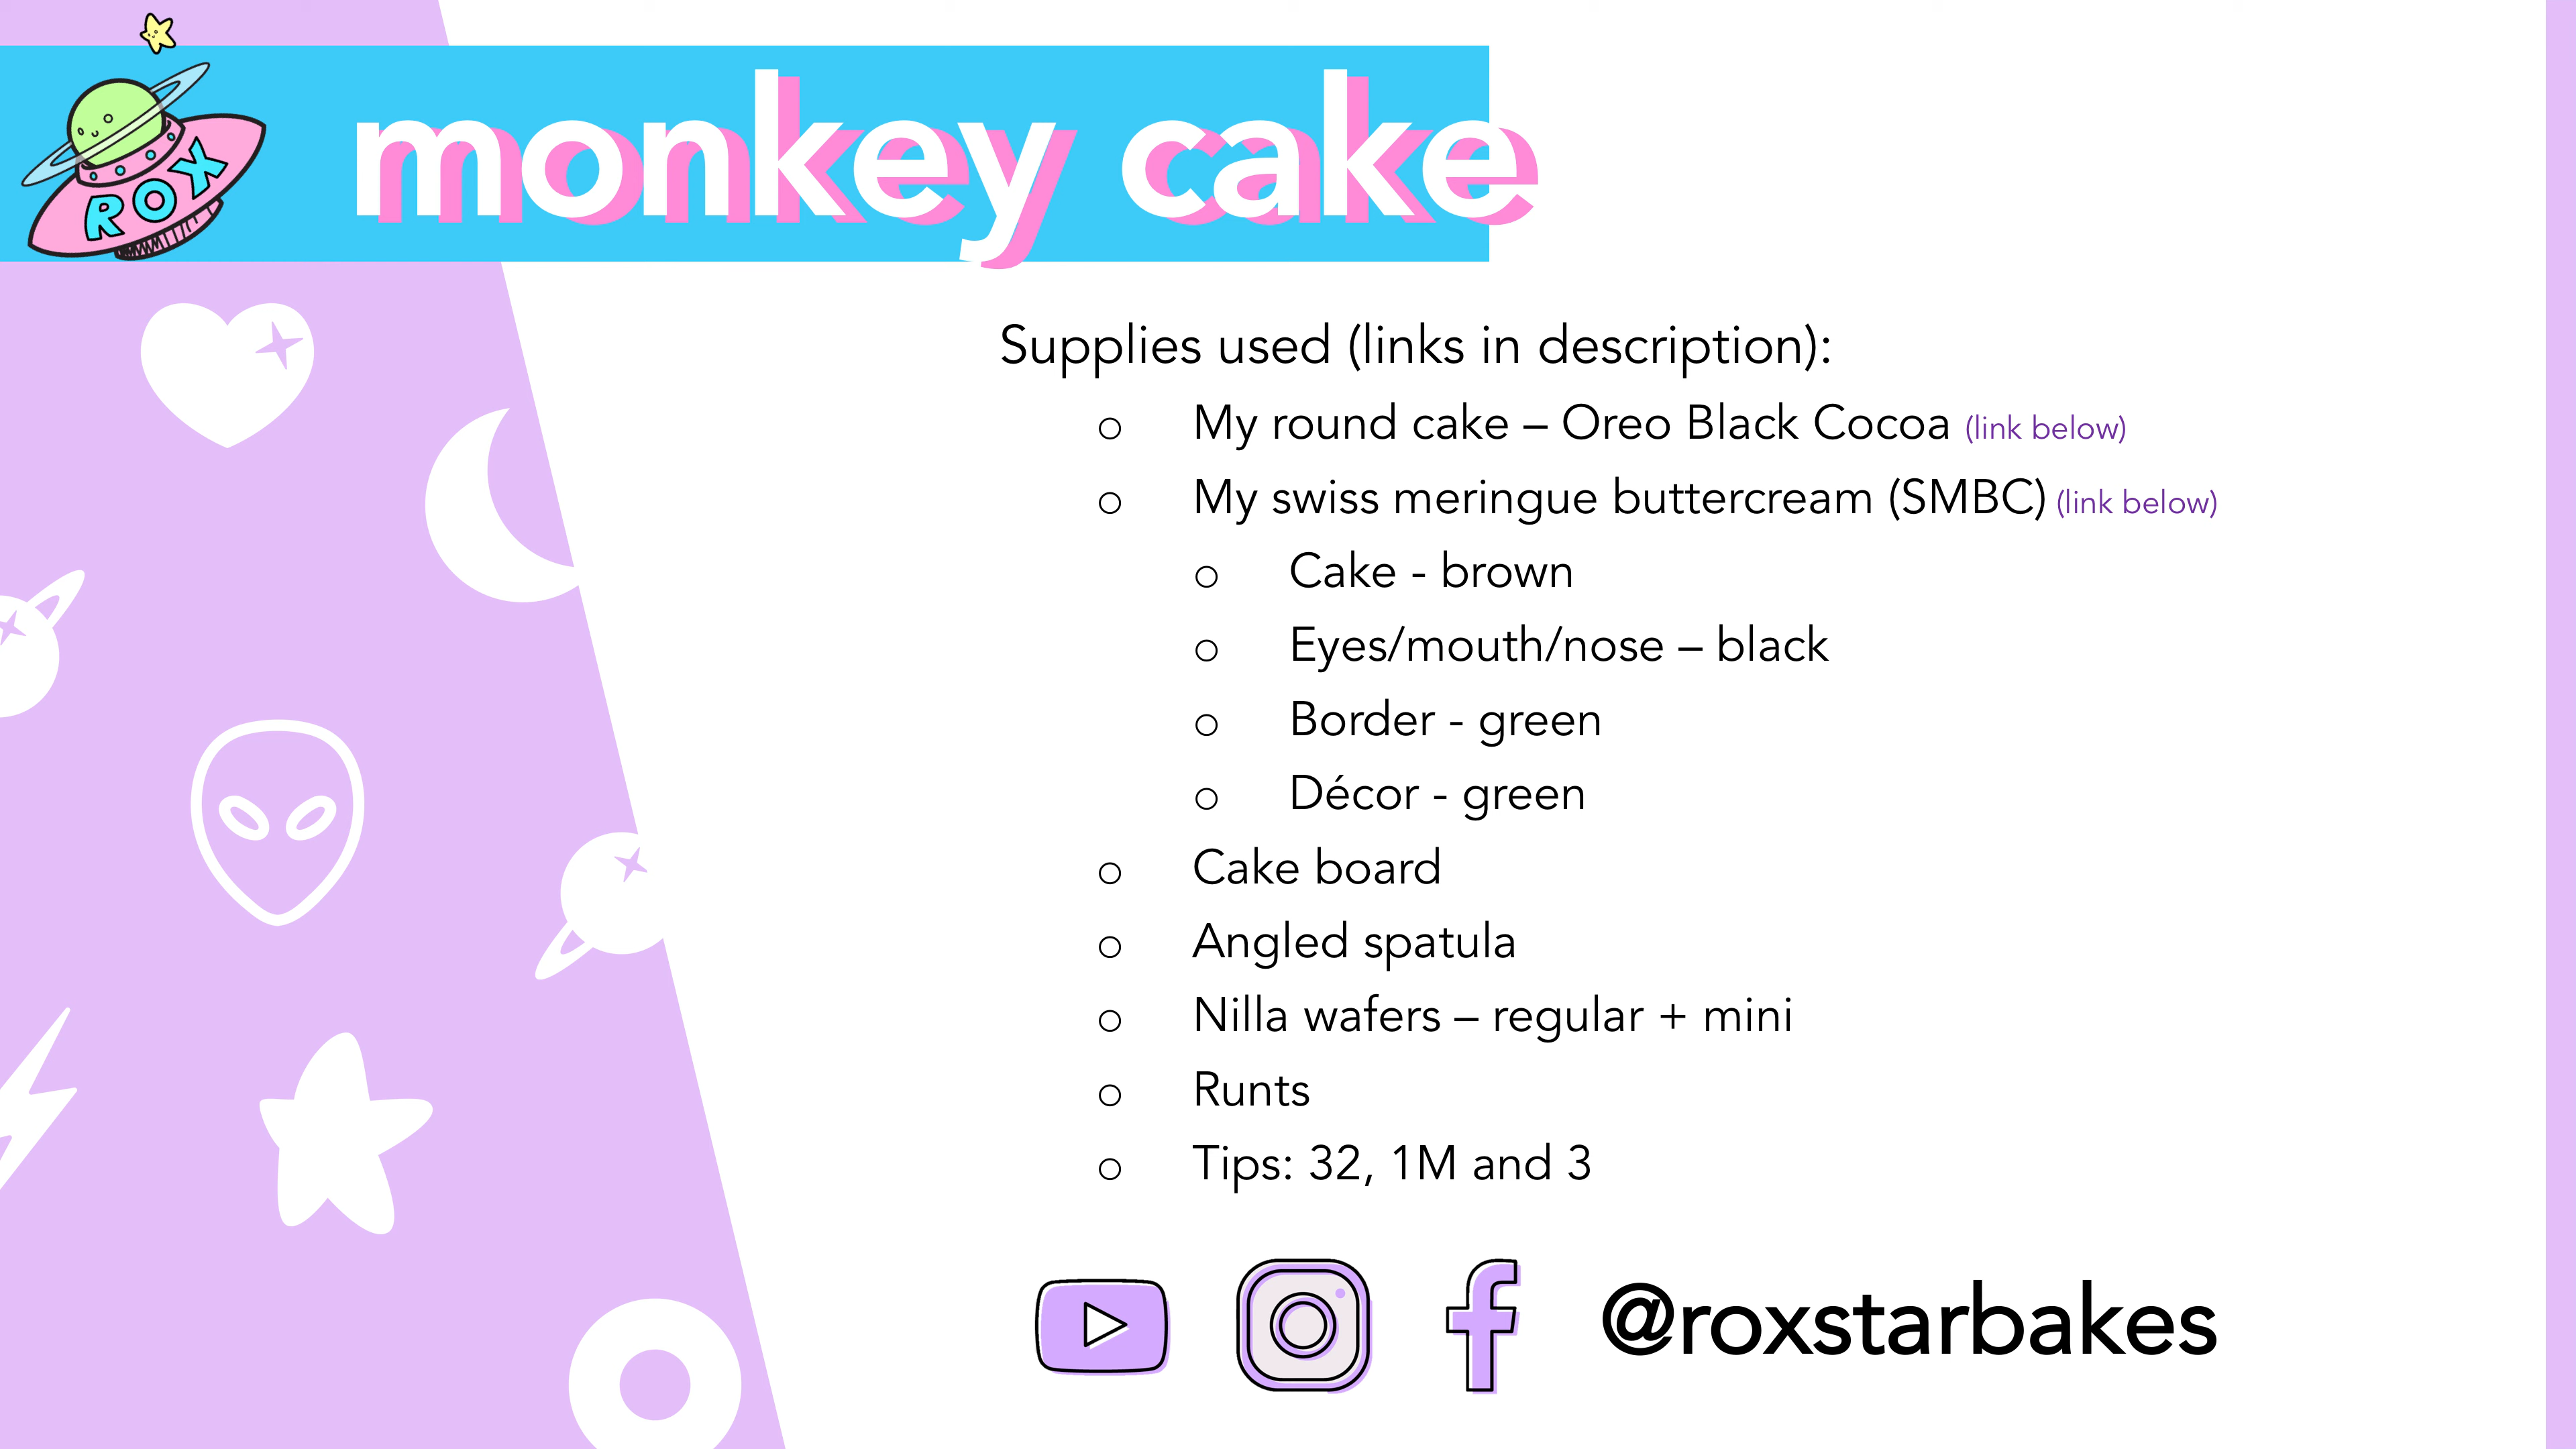 ROX
monkey cake
Supplies used (links in description):
○ My round cake – Oreo Black Cocoa (link below)
○ My swiss meringue buttercream (SMBC) (link below)
○ Cake - brown
○ Eyes/mouth/nose – black
○ Border - green
○ Décor - green
○ Cake board
○ Angled spatula
○ Nilla wafers – regular + mini
○ Runts
○ Tips: 32, 1M and 3
@roxstarbakes